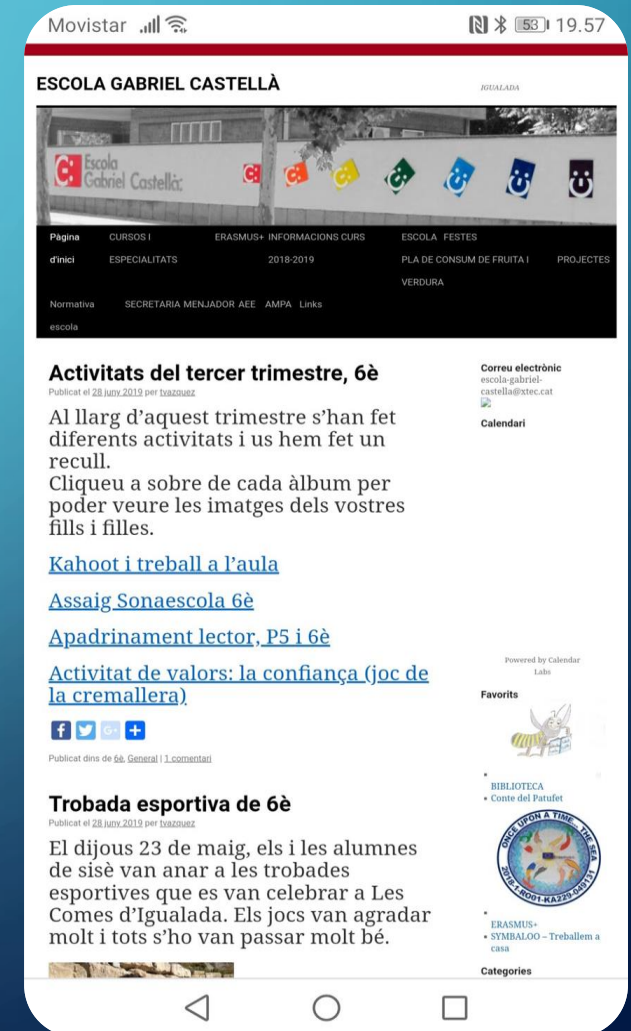 Movistar 53 19.57
ESCOLA GABRIEL CASTELLÀ
IGUALADA
Escola
Gabriel Castellà:
Pàgina d'inici
CURSOS I ESPECIALITATS
ERASMUS+
INFORMACIONS CURS 2018-2019
ESCOLA FESTES
PLA DE CONSUM DE FRUITA I VERDURA
PROJECTES
Normativa escola
SECRETARIA MENJADOR AEE AMPA Links
Activitats del tercer trimestre, 6è
Publicat el 28 juny 2019 per tvazquez
Al llarg d'aquest trimestre s'han fet
diferents activitats i us hem fet un
recull.
Cliqueu a sobre de cada àlbum per
poder veure les imatges dels vostres
fills i filles.
Kahoot i treball a l'aula
Assaig Sonaescola 6è
Apadrinament lector, P5 i 6è
Activitat de valors: la confiança (joc de
la cremallera)
Publicat dins de 6è, General | 1 comentari
Trobada esportiva de 6è
Publicat el 28 juny 2019 per tvazquez
El dijous 23 de maig, els i les alumnes
de sisè van anar a les trobades
esportives que es van celebrar a Les
Comes d'Igualada. Els jocs van agradar
molt i tots s'ho van passar molt bé.
Correu electrònic
escola-gabriel-
castella@xtec.cat
Calendari
Powered by Calendar
Labs
Favorits
BIBLIOTECA
Conte del Patufet
ONCE UPON A TIME... THE SEA
2018-1-RO01-KA229-049131
ERASMUS+
SYMBALOO – Treballem a
casa
Categories